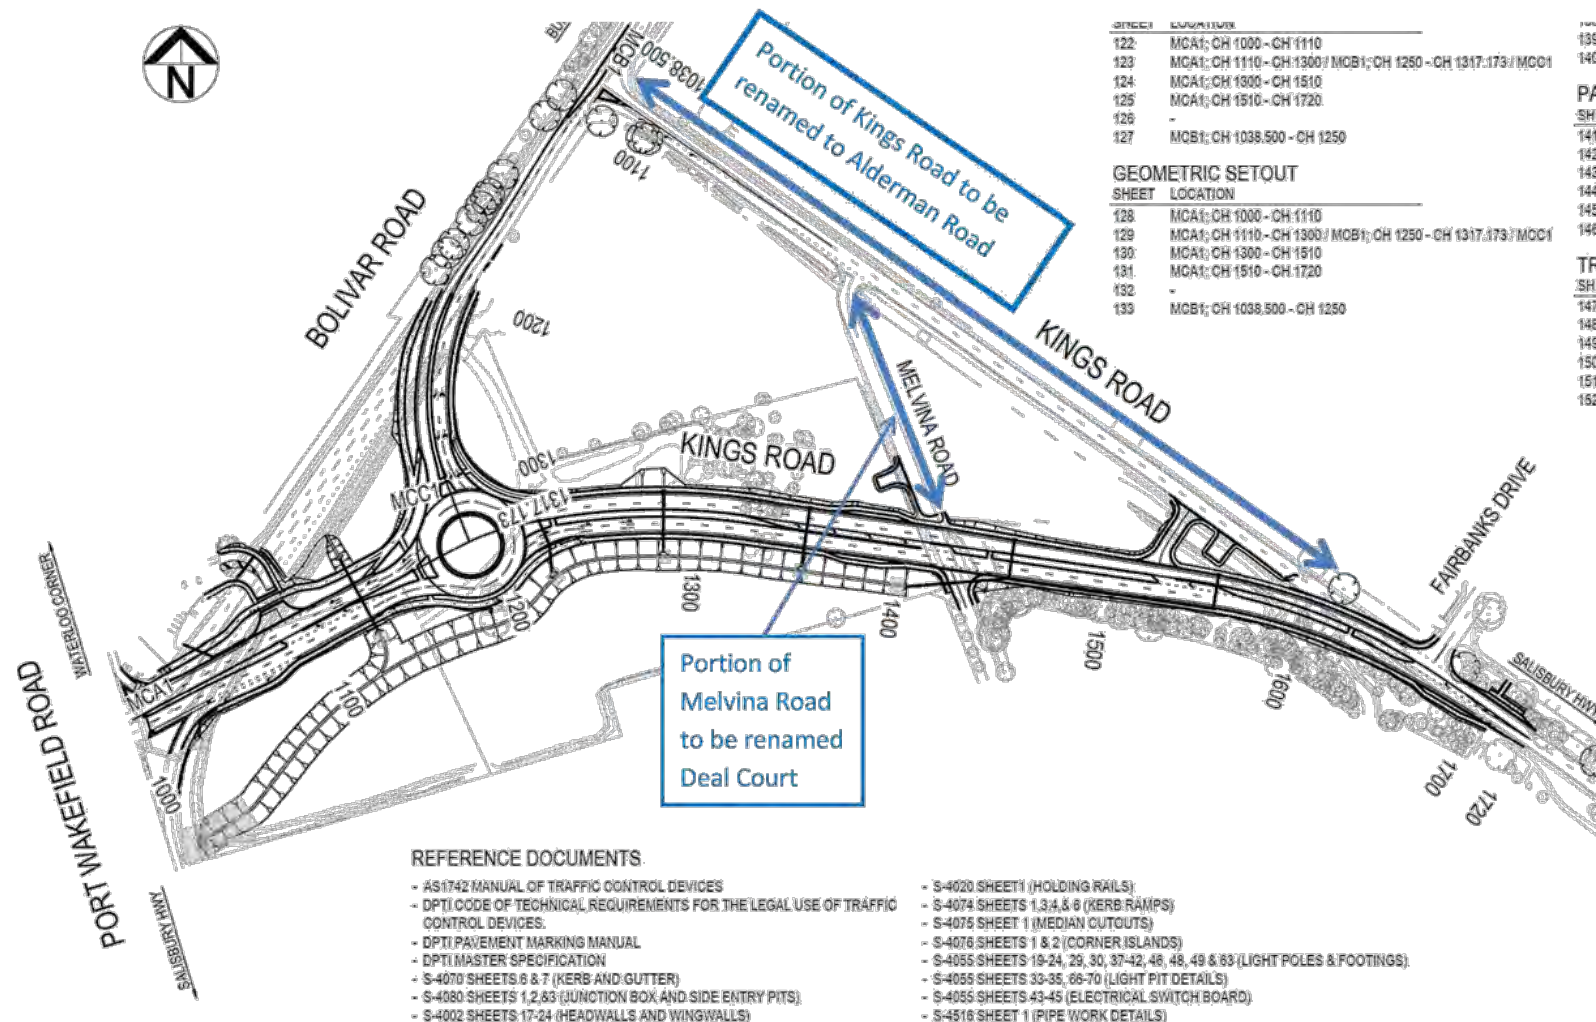 N
MCB1
1038.500
Portion of Kings Road to be
renamed to Alderman Road
SHEET LOCATION
122 MCA1; CH 1000 - CH 1110
123 MCA1; CH 1110 - CH 1300 / MCB1; CH 1250 - CH 1317.173 / MCC1
124 MCA1; CH 1300 - CH 1510
125 MCA1; CH 1510 - CH 1720
126 -
127 MCB1; CH 1038.500 - CH 1250
GEOMETRIC SETOUT
SHEET LOCATION
128 MCA1; CH 1000 - CH 1110
129 MCA1; CH 1110 - CH 1300 / MCB1; CH 1250 - CH 1317.173 / MCC1
130 MCA1; CH 1300 - CH 1510
131 MCA1; CH 1510 - CH 1720
132 -
133 MCB1; CH 1038.500 - CH 1250
1100
BOLIVAR ROAD
1200
KINGS ROAD
MELVINA ROAD
KINGS ROAD
1300
MCC1
1317.173
FAIRBANKS DRIVE
WATERLOO CORNER
PORT WAKEFIELD ROAD
MCA1
1000
1100
1200
1300
1400
1500
1600
1700
1720
SALISBURY HWY
SALISBURY HWY
Portion of
Melvina Road
to be renamed
Deal Court
REFERENCE DOCUMENTS
- AS1742 MANUAL OF TRAFFIC CONTROL DEVICES
- DPTI CODE OF TECHNICAL REQUIREMENTS FOR THE LEGAL USE OF TRAFFIC
CONTROL DEVICES.
- DPTI PAVEMENT MARKING MANUAL
- DPTI MASTER SPECIFICATION
- S-4070 SHEETS 6 & 7 (KERB AND GUTTER)
- S-4080 SHEETS 1,2,&3 (JUNCTION BOX AND SIDE ENTRY PITS)
- S-4002 SHEETS 17-24 (HEADWALLS AND WINGWALLS)
- S-4020 SHEET1 (HOLDING RAILS)
- S-4074 SHEETS 1,3,4,& 6 (KERB RAMPS)
- S-4075 SHEET 1 (MEDIAN CUTOUTS)
- S-4076 SHEETS 1 & 2 (CORNER ISLANDS)
- S-4055 SHEETS 19-24, 29, 30, 37-42, 46, 48, 49 & 63 (LIGHT POLES & FOOTINGS)
- S-4055 SHEETS 33-35, 66-70 (LIGHT PIT DETAILS)
- S-4055 SHEETS 43-45 (ELECTRICAL SWITCH BOARD)
- S-4516 SHEET 1 (PIPE WORK DETAILS)